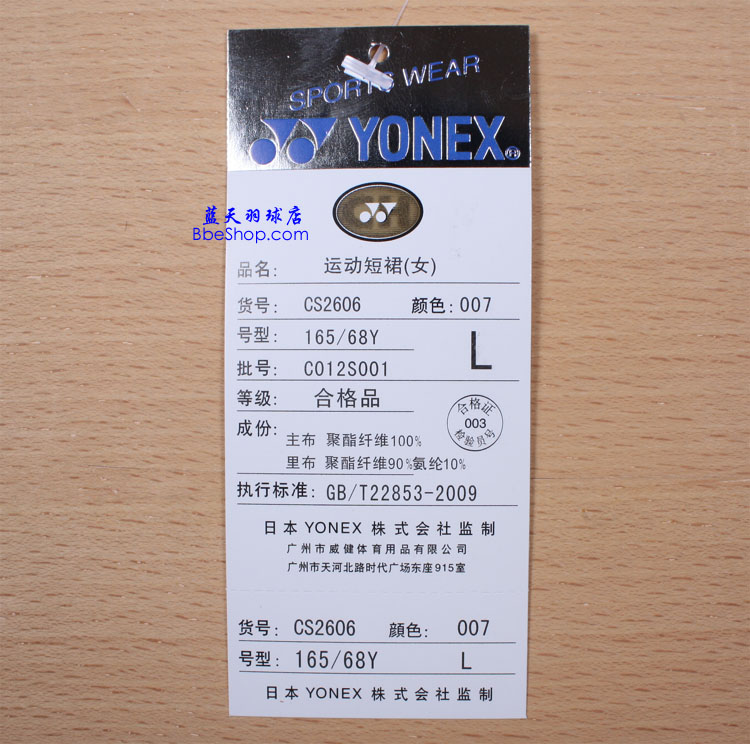 SPORTS WEAR
YONEX®
蓝天羽球店
BbeShop.com
品名: 运动短裙(女)
货号: CS2606 颜色: 007
号型: 165/68Y L
批号: C012S001
等级: 合格品
合格证
003
检验员号
成份: 主布 聚酯纤维100%
里布 聚酯纤维90%氨纶10%
执行标准: GB/T22853-2009
日本 YONEX 株式会社监制
广州市威健体育用品有限公司
广州市天河北路时代广场东座915室
货号: CS2606 顔色: 007
号型: 165/68Y L
日本 YONEX 株式会社监制